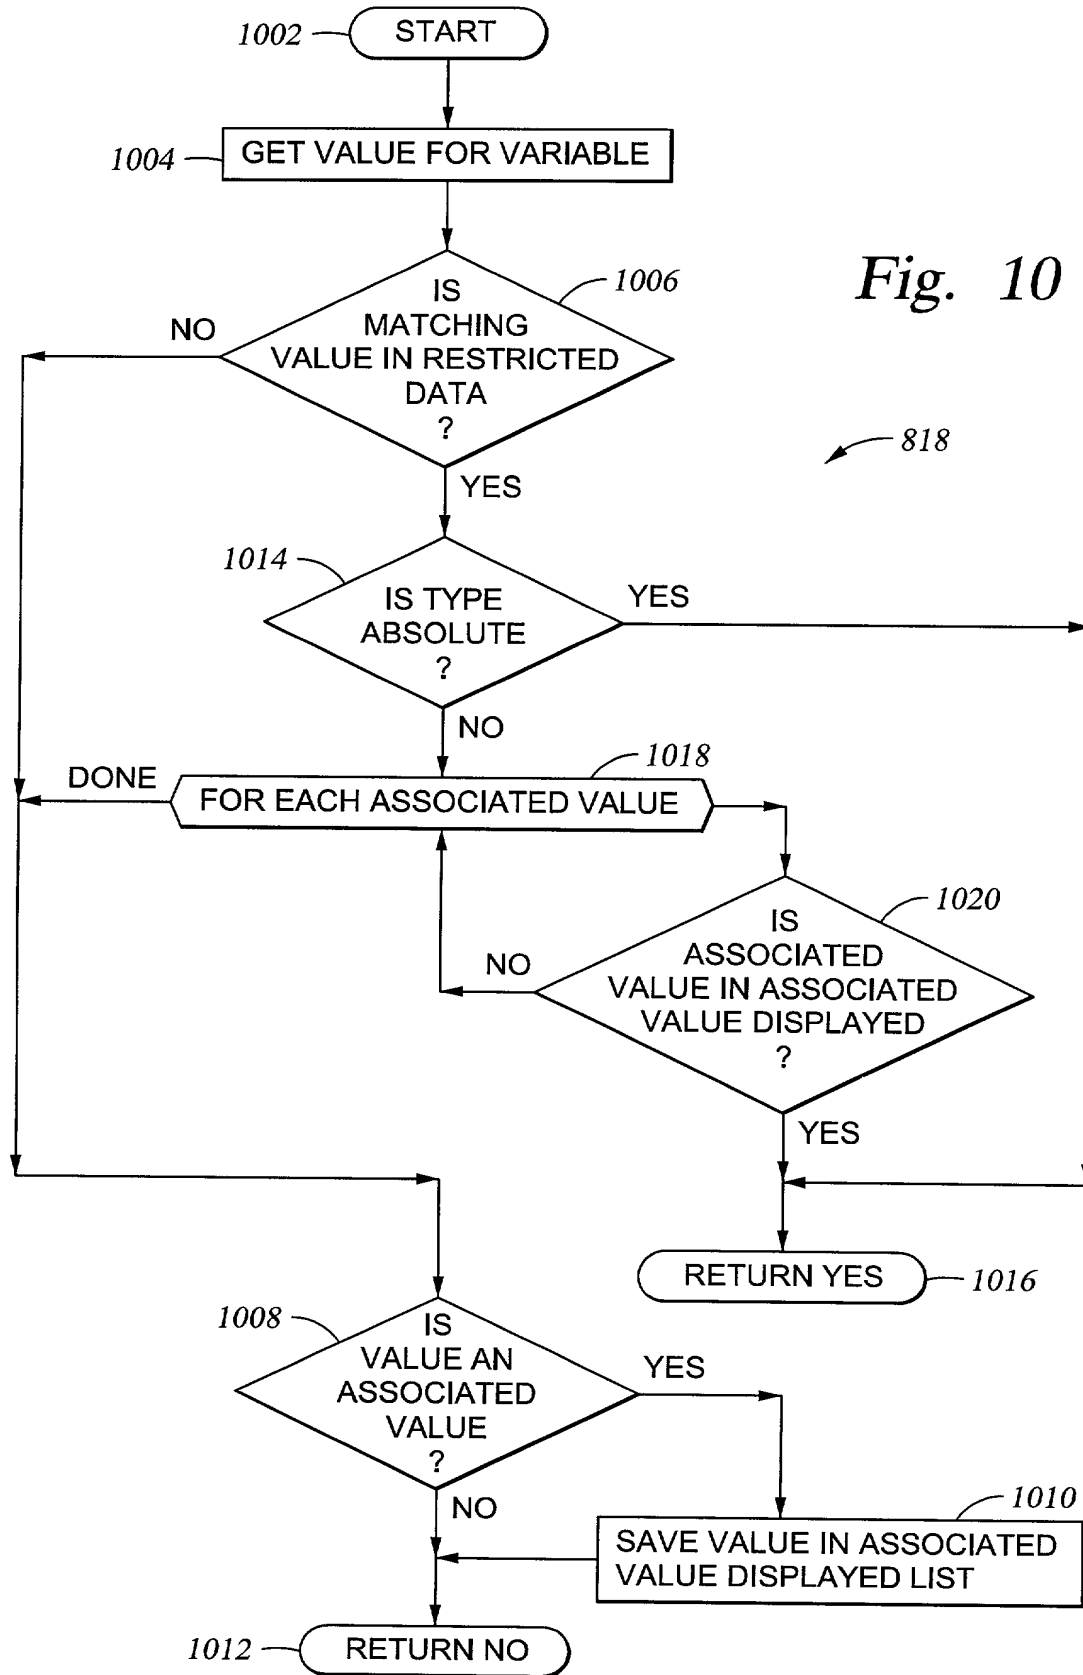 1002
START
1004
GET VALUE FOR VARIABLE
Fig. 10
1006
IS
MATCHING
VALUE IN RESTRICTED
DATA
?
NO
818
YES
1014
IS TYPE
ABSOLUTE
?
YES
NO
1018
DONE
FOR EACH ASSOCIATED VALUE
1020
IS
ASSOCIATED
VALUE IN ASSOCIATED
VALUE DISPLAYED
?
NO
YES
RETURN YES
1016
1008
IS
VALUE AN
ASSOCIATED
VALUE
?
YES
NO
1010
SAVE VALUE IN ASSOCIATED
VALUE DISPLAYED LIST
1012
RETURN NO